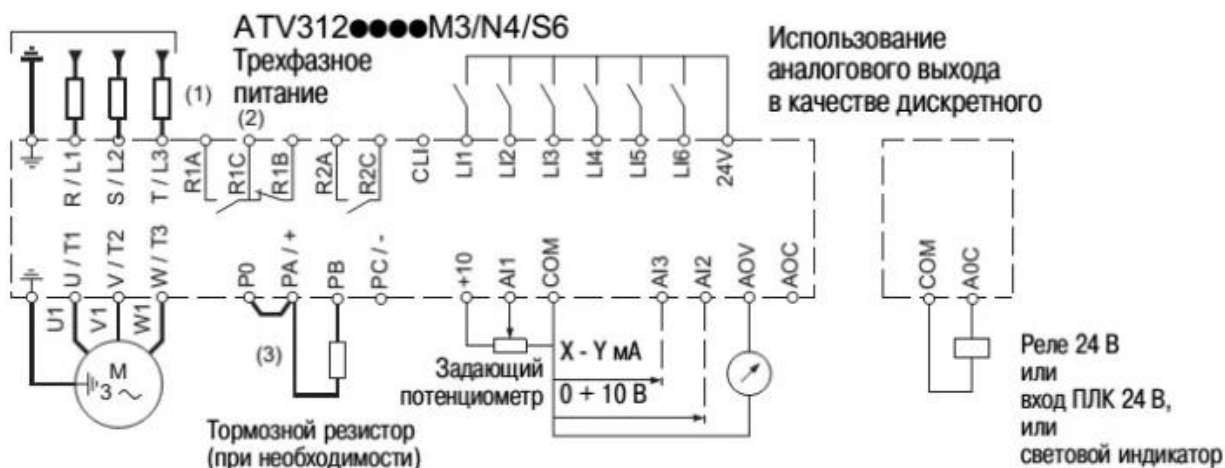 ATV312●●●●M3/N4/S6
Трехфазное
питание
(1)
(2)
Использование
аналогового выхода
в качестве дискретного
R / L1
S / L2
T / L3
R1A
R1C
R1B
R2A
R2C
CLI
LI1
LI2
LI3
LI4
LI5
LI6
24V
U / T1
V / T2
W / T3
P0
PA / +
PB
PC / -
+10
AI1
COM
AI3
AI2
AOV
AOC
COM
A0C
U1
V1
W1
M
3 ~
(3)
Тормозной резистор
(при необходимости)
Задающий
потенциометр
X - Y мА
0 + 10 В
Реле 24 В
или
вход ПЛК 24 В,
или
световой индикатор